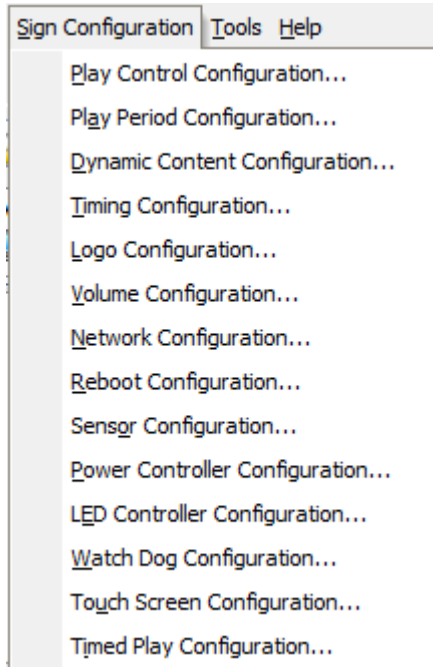 Sign Configuration Tools Help
Play Control Configuration...
Play Period Configuration...
Dynamic Content Configuration...
Timing Configuration...
Logo Configuration...
Volume Configuration...
Network Configuration...
Reboot Configuration...
Sensor Configuration...
Power Controller Configuration...
LED Controller Configuration...
Watch Dog Configuration...
Touch Screen Configuration...
Timed Play Configuration...